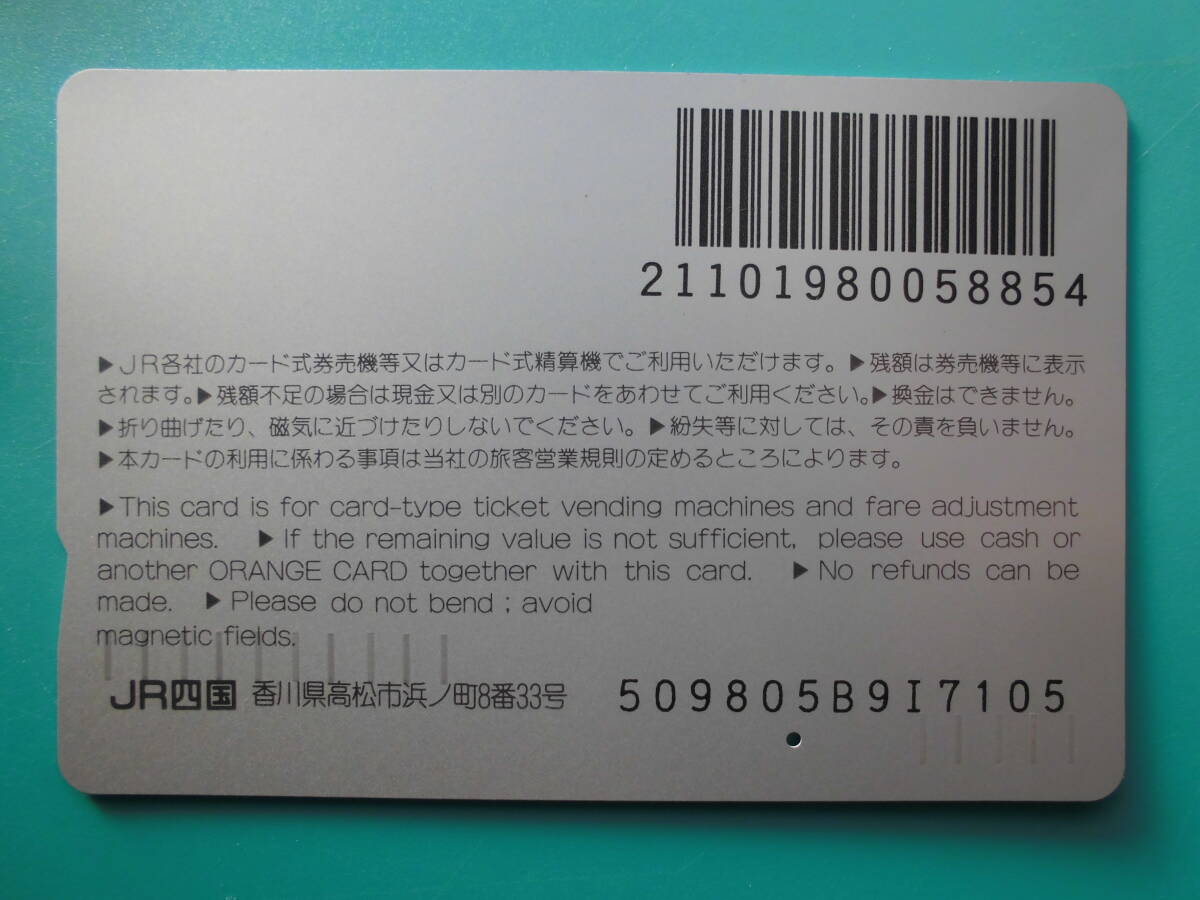 21101980058854
▶JR各社のカード式券売機等又はカード式精算機でご利用いただけます。▶残額は券売機等に表示
されます。▶残額不足の場合は現金又は別のカードをあわせてご利用ください。▶換金はできません。
▶折り曲げたり、磁気に近づけたりしないでください。▶紛失等に対しては、その責を負いません。
▶本カードの利用に係わる事項は当社の旅客営業規則の定めるところによります。
▶This card is for card-type ticket vending machines and fare adjustment
machines. ▶If the remaining value is not sufficient, please use cash or
another ORANGE CARD together with this card. ▶No refunds can be
made. ▶Please do not bend ; avoid
magnetic fields.
JR四国 香川県高松市浜ノ町8番33号 509805B9I7105